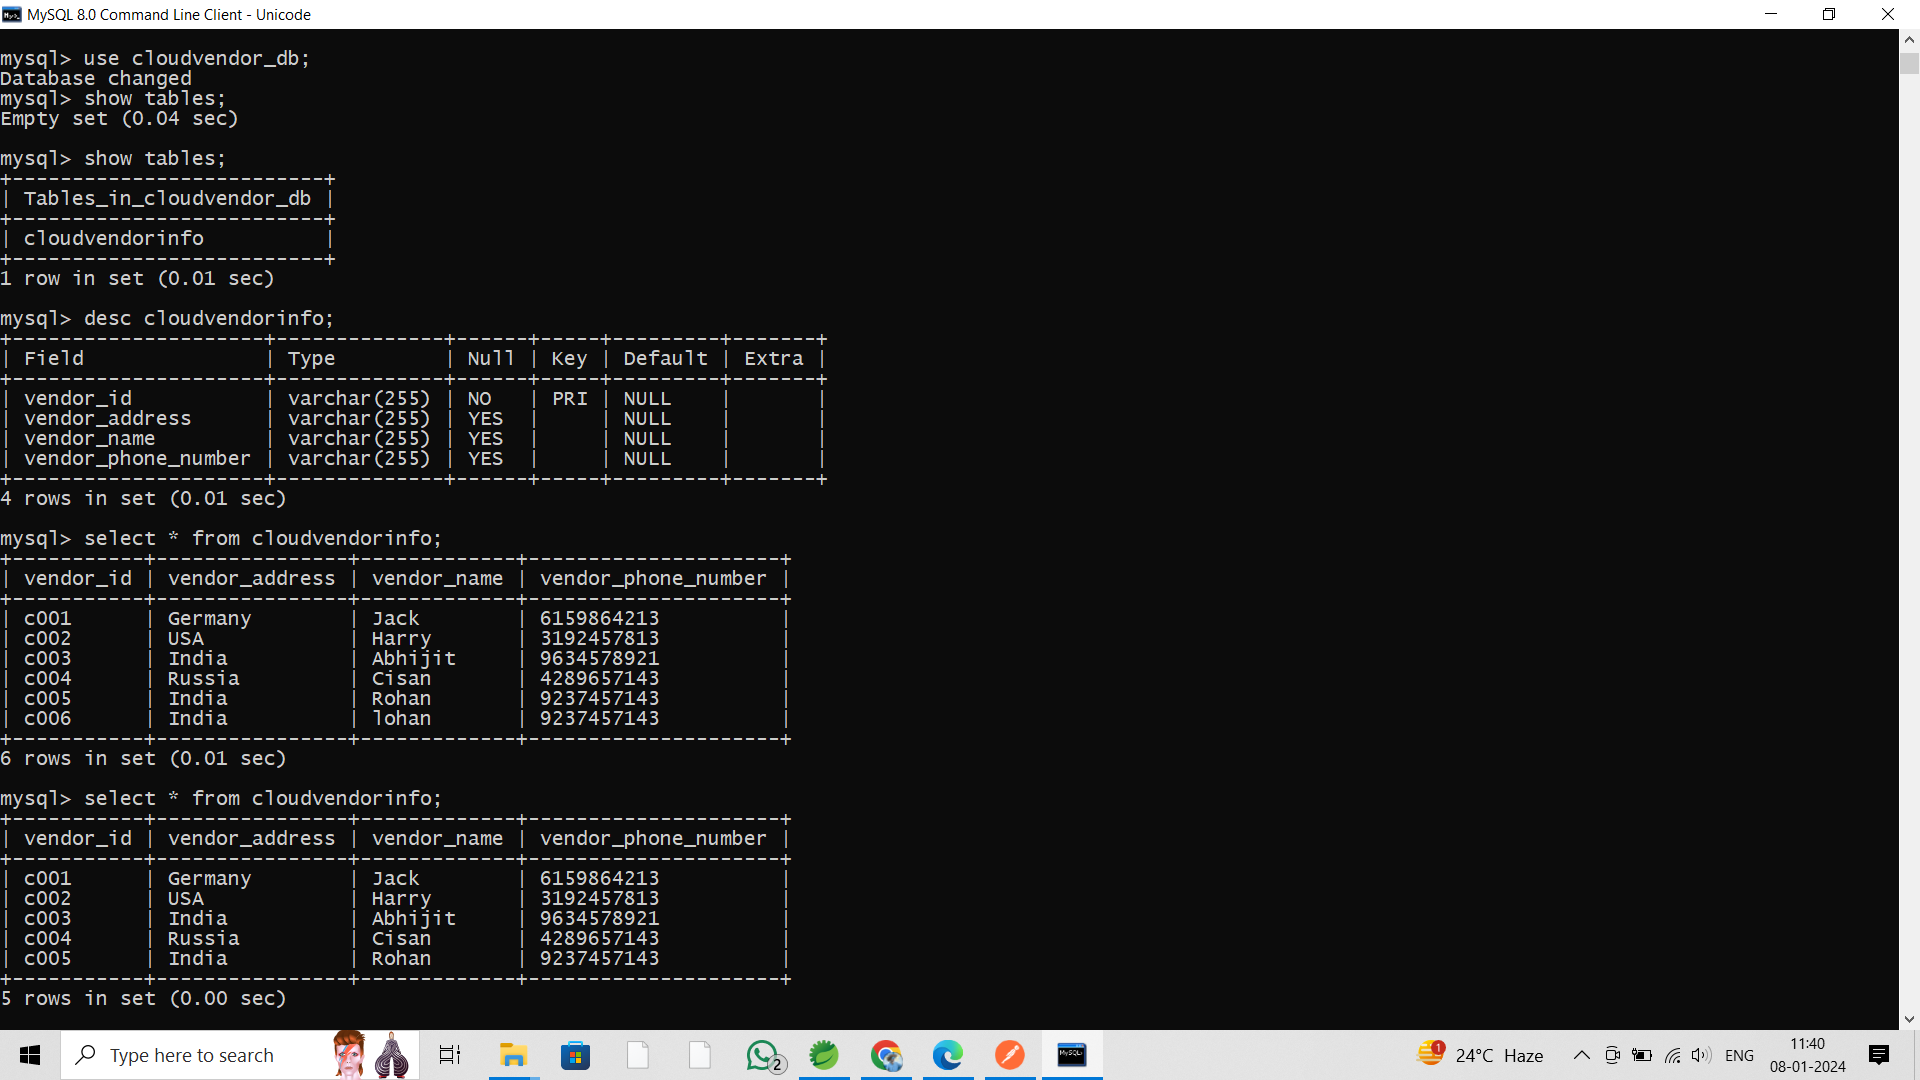 MySQL 8.0 Command Line Client - Unicode
mysql> use cloudvendor_db;
Database changed
mysql> show tables;
Empty set (0.04 sec)
mysql> show tables;
+--------------------------+
| Tables_in_cloudvendor_db |
+--------------------------+
| cloudvendorinfo          |
+--------------------------+
1 row in set (0.01 sec)
mysql> desc cloudvendorinfo;
+---------------------+--------------+------+-----+---------+-------+
| Field               | Type         | Null | Key | Default | Extra |
+---------------------+--------------+------+-----+---------+-------+
| vendor_id           | varchar(255) | NO   | PRI | NULL    |       |
| vendor_address      | varchar(255) | YES  |     | NULL    |       |
| vendor_name         | varchar(255) | YES  |     | NULL    |       |
| vendor_phone_number | varchar(255) | YES  |     | NULL    |       |
+---------------------+--------------+------+-----+---------+-------+
4 rows in set (0.01 sec)
mysql> select * from cloudvendorinfo;
+-----------+----------------+-------------+---------------------+
| vendor_id | vendor_address | vendor_name | vendor_phone_number |
+-----------+----------------+-------------+---------------------+
| c001      | Germany        | Jack        | 6159864213          |
| c002      | USA            | Harry       | 3192457813          |
| c003      | India          | Abhijit     | 9634578921          |
| c004      | Russia         | Cisan       | 4289657143          |
| c005      | India          | Rohan       | 9237457143          |
| c006      | India          | lohan       | 9237457143          |
+-----------+----------------+-------------+---------------------+
6 rows in set (0.01 sec)
mysql> select * from cloudvendorinfo;
+-----------+----------------+-------------+---------------------+
| vendor_id | vendor_address | vendor_name | vendor_phone_number |
+-----------+----------------+-------------+---------------------+
| c001      | Germany        | Jack        | 6159864213          |
| c002      | USA            | Harry       | 3192457813          |
| c003      | India          | Abhijit     | 9634578921          |
| c004      | Russia         | Cisan       | 4289657143          |
| c005      | India          | Rohan       | 9237457143          |
+-----------+----------------+-------------+---------------------+
5 rows in set (0.00 sec)
Type here to search
2
MySQL
1
24°C Haze
ENG
11:40
08-01-2024